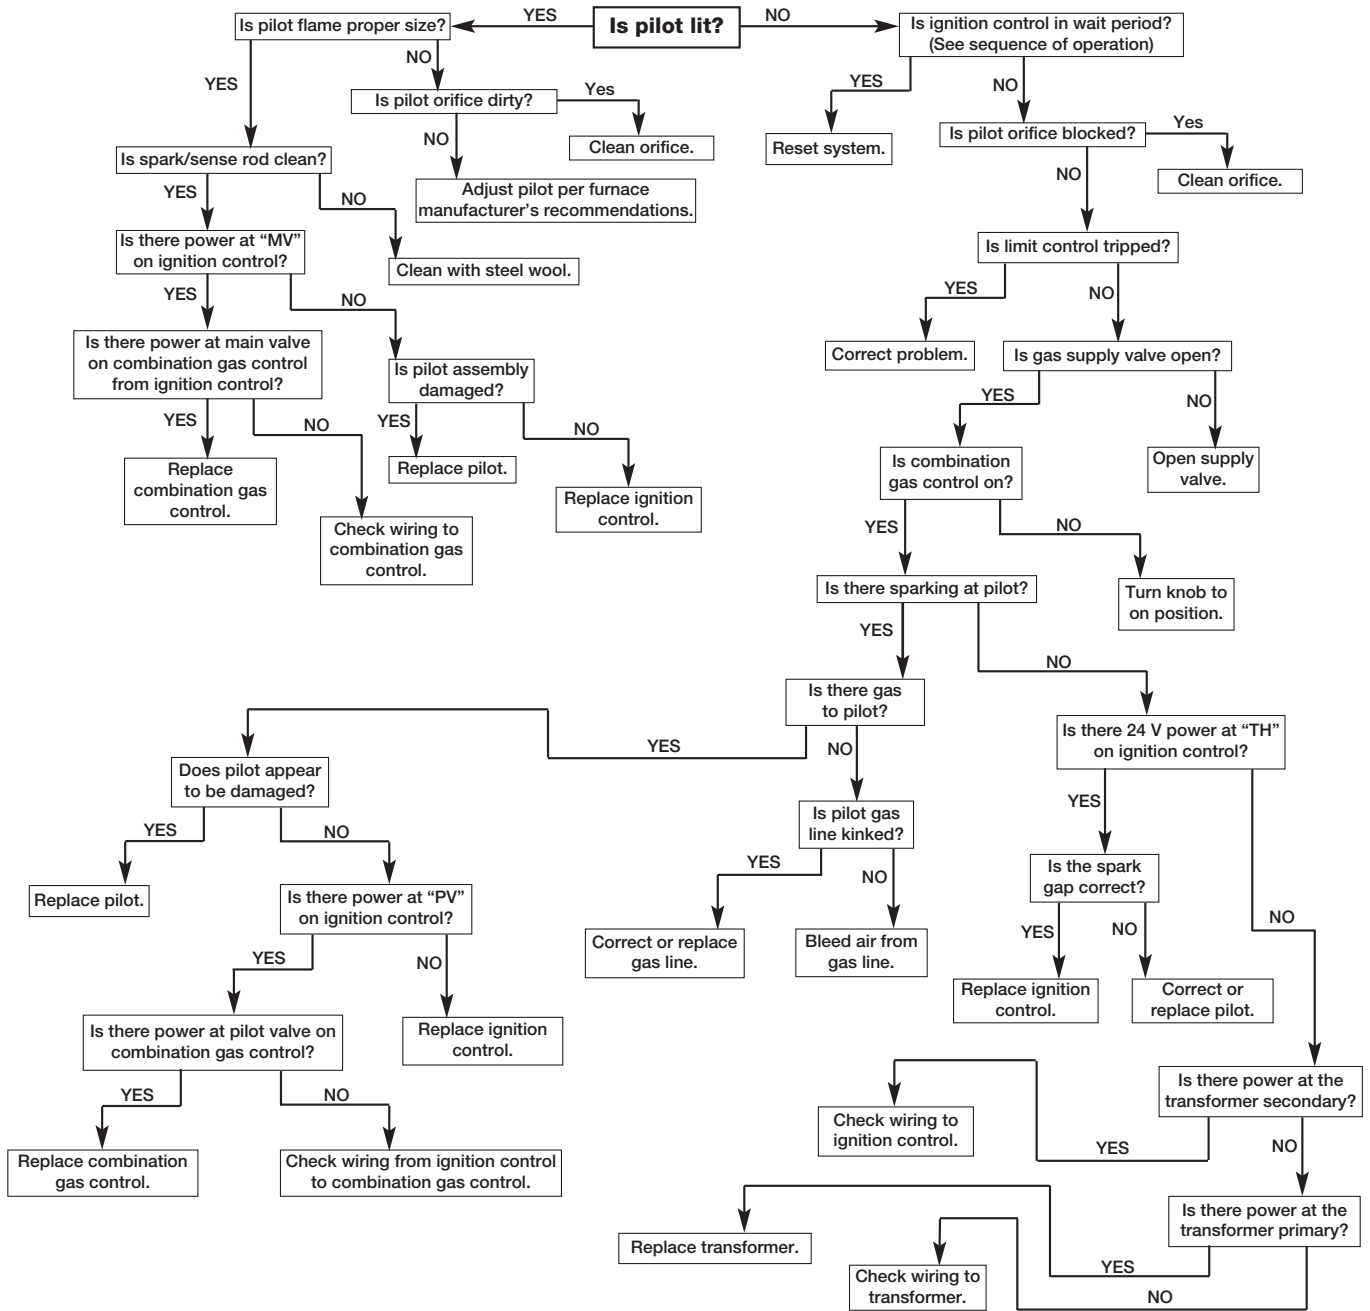 Is pilot lit?
YES
NO
Is pilot flame proper size?
YES
NO
Is pilot orifice dirty?
Yes
Clean orifice.
NO
Adjust pilot per furnace
manufacturer’s recommendations.
Is spark/sense rod clean?
YES
NO
Clean with steel wool.
Is there power at “MV”
on ignition control?
YES
NO
Is there power at main valve
on combination gas control
from ignition control?
YES
NO
Replace
combination gas
control.
Check wiring to
combination gas
control.
Is pilot assembly
damaged?
YES
NO
Replace pilot.
Replace ignition
control.
Is ignition control in wait period?
(See sequence of operation)
YES
NO
Reset system.
Is pilot orifice blocked?
Yes
Clean orifice.
NO
Is limit control tripped?
YES
NO
Correct problem.
Is gas supply valve open?
YES
NO
Open supply
valve.
Is combination
gas control on?
YES
NO
Turn knob to
on position.
Is there sparking at pilot?
YES
NO
Is there gas
to pilot?
YES
NO
Does pilot appear
to be damaged?
YES
NO
Replace pilot.
Is there power at “PV”
on ignition control?
YES
NO
Replace ignition
control.
Is there power at pilot valve on
combination gas control?
YES
NO
Replace combination
gas control.
Check wiring from ignition control
to combination gas control.
Is pilot gas
line kinked?
YES
NO
Correct or replace
gas line.
Bleed air from
gas line.
Is there 24 V power at “TH”
on ignition control?
YES
NO
Is the spark
gap correct?
YES
NO
Replace ignition
control.
Correct or
replace pilot.
Is there power at the
transformer secondary?
YES
NO
Check wiring to
ignition control.
Is there power at the
transformer primary?
YES
NO
Replace transformer.
Check wiring to
transformer.